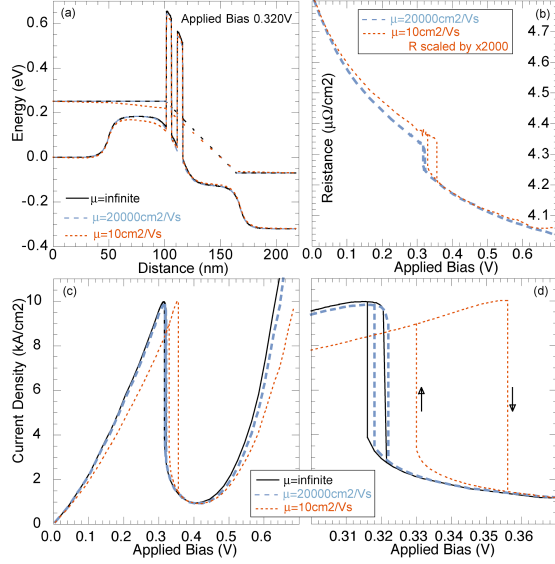 (a)
Applied Bias 0.320V
0.6
0.4
0.2
0.0
-0.2
-0.4
Energy (eV)
μ=infinite
μ=20000cm2/Vs
μ=10cm2/Vs
0
50
100
150
200
Distance (nm)
μ=20000cm2/Vs
μ=10cm2/Vs
R scaled by x2000
(b)
4.7
4.6
4.5
4.4
4.3
4.2
4.1
Reistance (μΩ/cm2)
0.0
0.1
0.2
0.3
0.4
0.5
0.6
Applied Bias (V)
(c)
10
8
6
4
2
0
Current Density (kA/cm2)
0.0
0.1
0.2
0.3
0.4
0.5
0.6
Applied Bias (V)
(d)
μ=infinite
μ=20000cm2/Vs
μ=10cm2/Vs
0.31
0.32
0.33
0.34
0.35
0.36
Applied Bias (V)